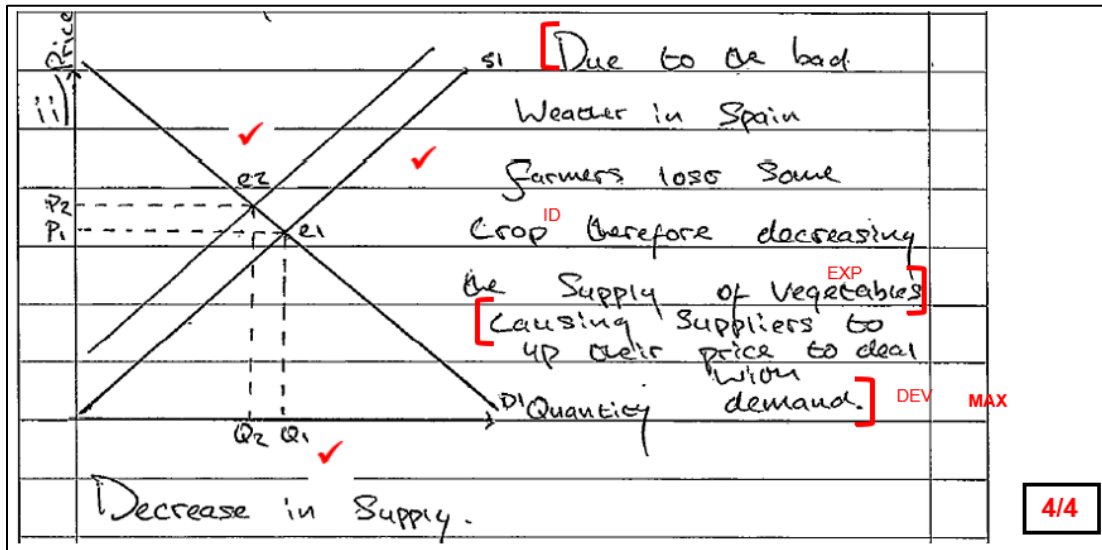 Price
ii)
S1 [Due to the bad
Weather in Spain
farmers lose some
Crop ID therefore decreasing
the Supply of vegetables EXP]
[Causing Suppliers to
up their price to deal
with
demand.] DEV MAX
e2
P2
P1
e1
D1 Quantity
Q2 Q1
Decrease in Supply.
4/4